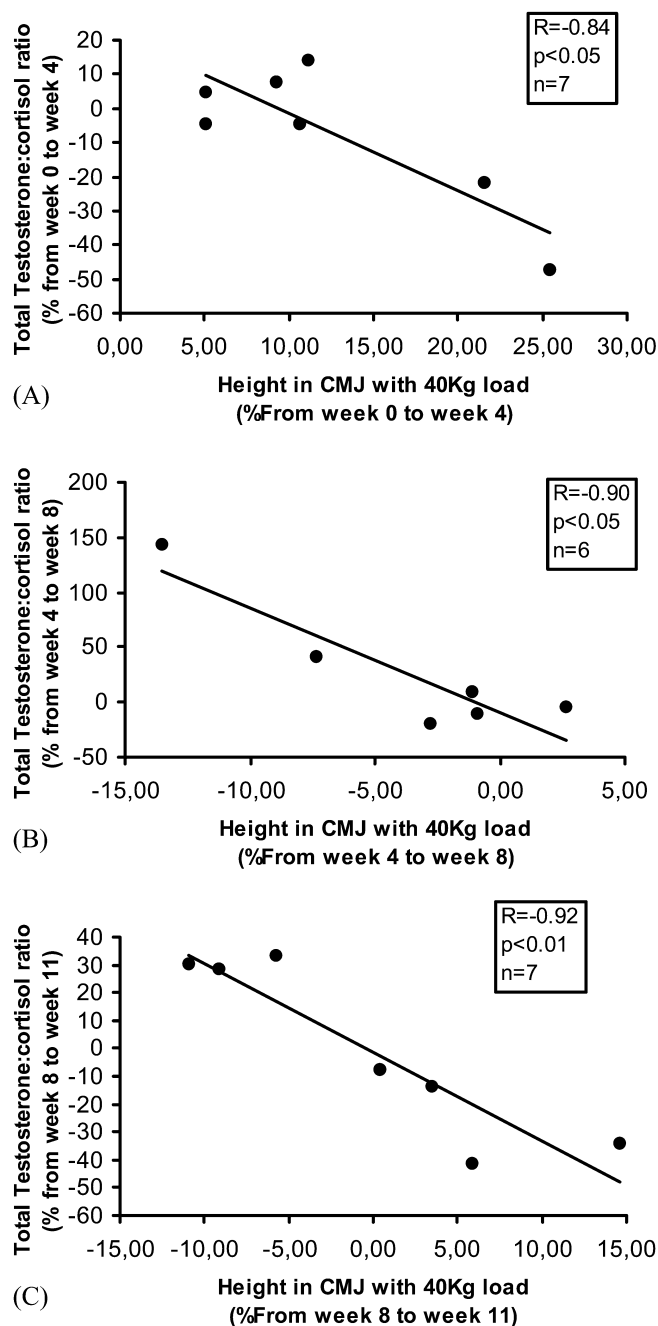 R=-0.84
p<0.05
n=7
Total Testosterone:cortisol ratio
(% from week 0 to week 4)
20
10
0
-10
-20
-30
-40
-50
-60
0,00 5,00 10,00 15,00 20,00 25,00 30,00
Height in CMJ with 40Kg load
(%From week 0 to week 4)
(A)
R=-0.90
p<0.05
n=6
Total Testosterone:cortisol ratio
(% from week 4 to week 8)
200
150
100
50
0
-50
-15,00 -10,00 -5,00 0,00 5,00
Height in CMJ with 40Kg load
(%From week 4 to week 8)
(B)
R=-0.92
p<0.01
n=7
Total Testosterone:cortisol ratio
(% from week 8 to week 11)
40
30
20
10
0
-10
-20
-30
-40
-50
-60
-15,00 -10,00 -5,00 0,00 5,00 10,00 15,00
Height in CMJ with 40Kg load
(%From week 8 to week 11)
(C)